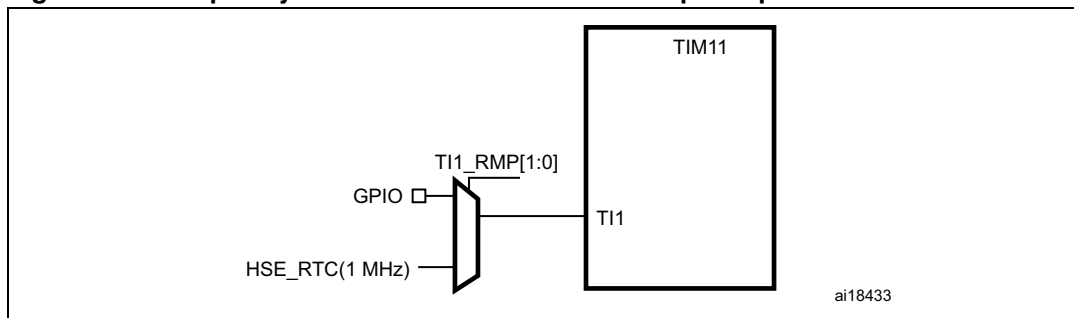 TIM11
TI1_RMP[1:0]
GPIO
TI1
HSE_RTC(1 MHz)
ai18433